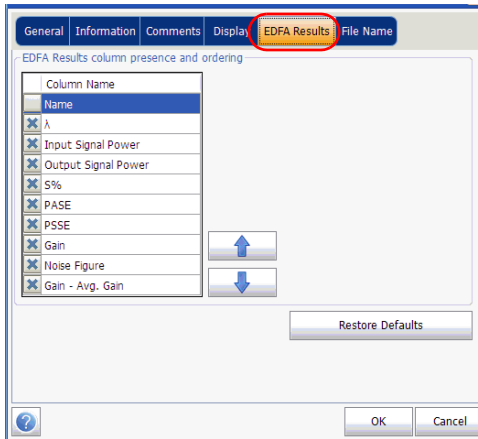 General Information Comments Display EDFA Results File Name
EDFA Results column presence and ordering
Column Name
Name
λ
Input Signal Power
Output Signal Power
S%
PASE
PSSE
Gain
Noise Figure
Gain - Avg. Gain
Restore Defaults
?
OK Cancel